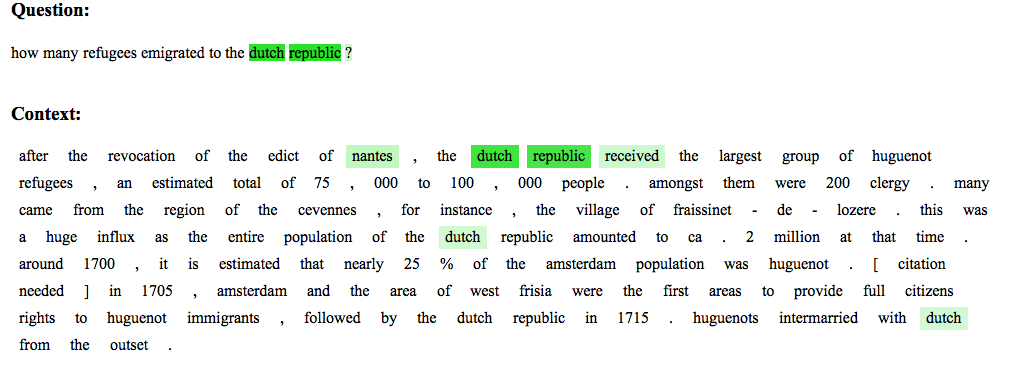 Question:
how many refugees emigrated to the dutch republic ?
Context:
after the revocation of the edict of nantes , the dutch republic received the largest group of huguenot
refugees , an estimated total of 75 , 000 to 100 , 000 people . amongst them were 200 clergy . many
came from the region of the cevennes , for instance , the village of fraissinet - de - lozere . this was
a huge influx as the entire population of the dutch republic amounted to ca . 2 million at that time .
around 1700 , it is estimated that nearly 25 % of the amsterdam population was huguenot . [ citation
needed ] in 1705 , amsterdam and the area of west frisia were the first areas to provide full citizens
rights to huguenot immigrants , followed by the dutch republic in 1715 . huguenots intermarried with dutch
from the outset .